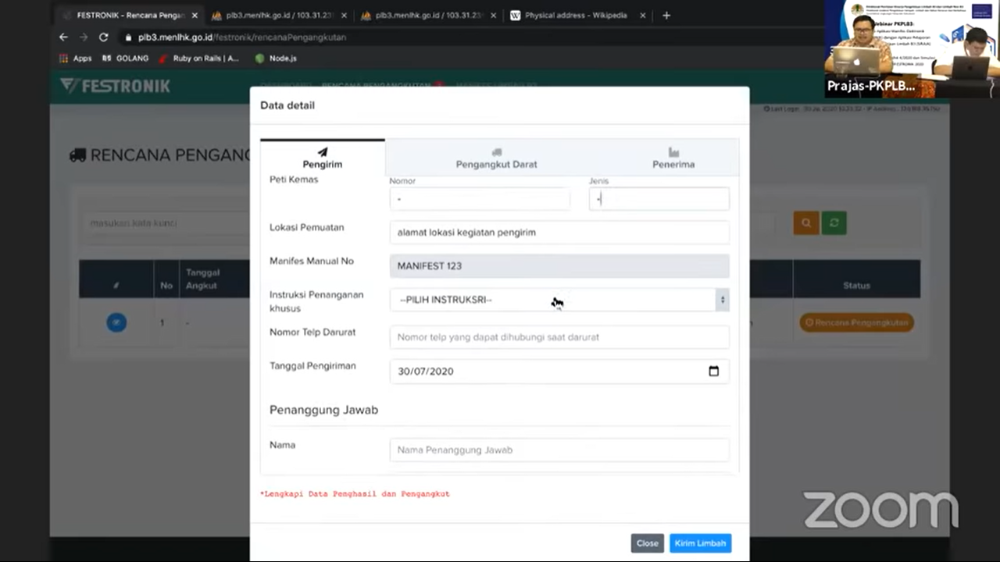 FESTRONIK - Rencana Pengan
plb3.menlhk.go.id / 103.31.23
plb3.menlhk.go.id / 103.31.23
Physical address - Wikipedia
plb3.menlhk.go.id/festronik/rencanaPengangkutan
Apps
GOLANG
Ruby on Rails | A...
Node.js
Webinar PKPLB3:
Prajas-PKPLB...
FESTRONIK
RENCANA PENGANG
masukan kata kunci
#
No
Tanggal
Angkut
Status
1
-
Rencana Pengangkutan
Data detail
Pengirim
Pengangkut Darat
Penerima
Peti Kemas
Nomor
Jenis
-
-
Lokasi Pemuatan
alamat lokasi kegiatan pengirim
Manifes Manual No
MANIFEST 123
Instruksi Penanganan
khusus
--PILIH INSTRUKSRI--
Nomor Telp Darurat
Nomor telp yang dapat dihubungi saat darurat
Tanggal Pengiriman
30/07/2020
Penanggung Jawab
Nama
Nama Penanggung Jawab
*Lengkapi Data Penghasil dan Pengangkut
Close
Kirim Limbah
zoom